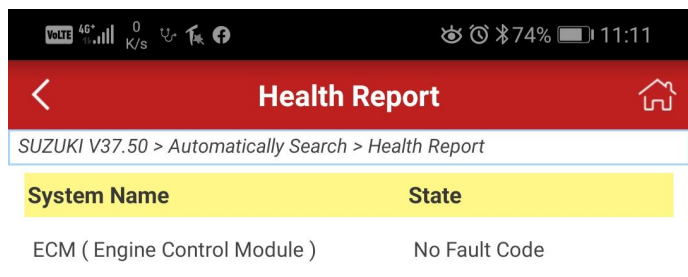 VoLTE 4G+ 0 K/s 74% 11:11
Health Report
SUZUKI V37.50 > Automatically Search > Health Report
System Name State
ECM ( Engine Control Module ) No Fault Code